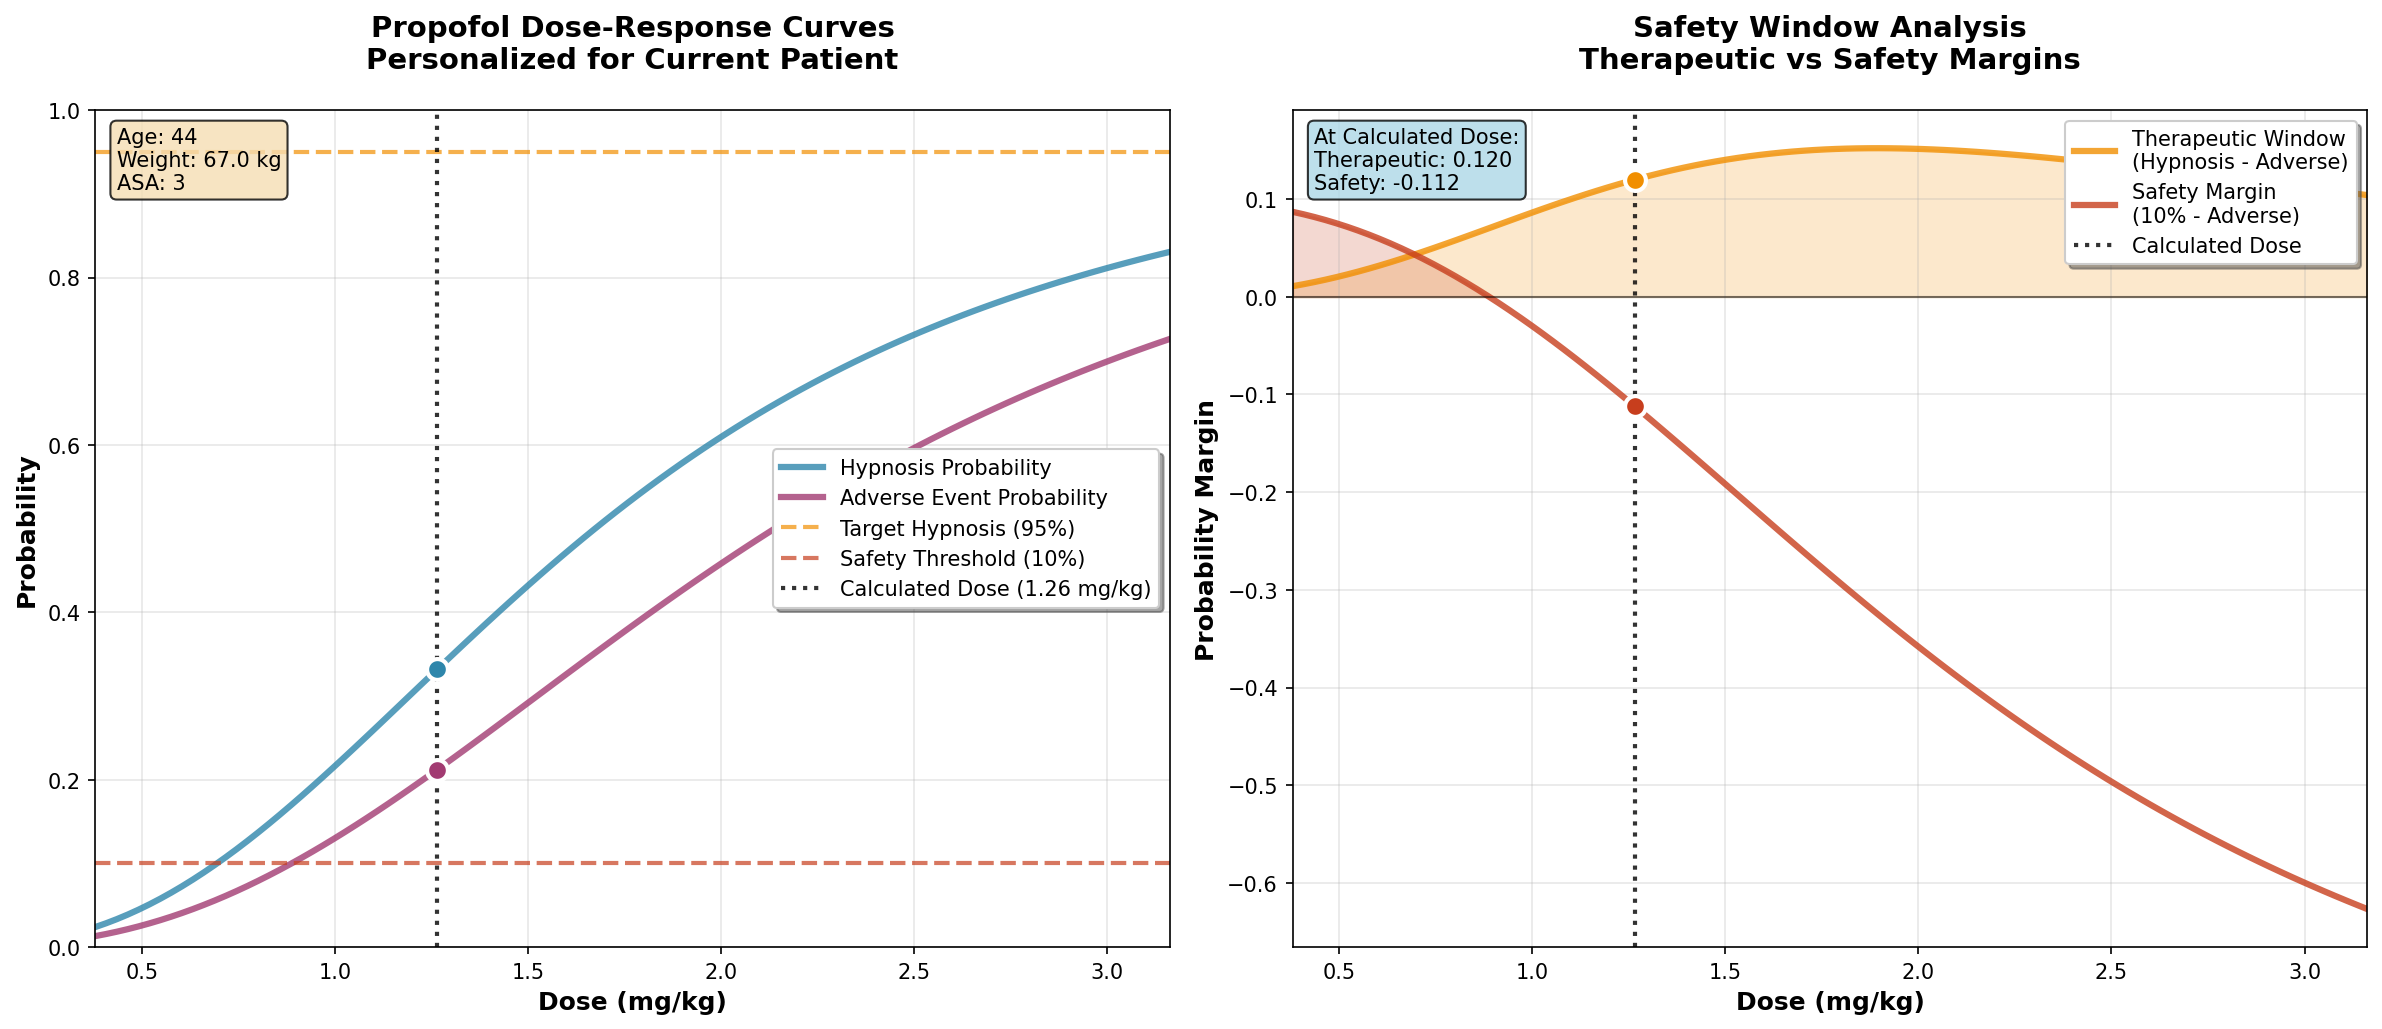 Propofol Dose-Response Curves
Personalized for Current Patient
1.0
0.8
0.6
0.4
0.2
0.0
Probability
Age: 44
Weight: 67.0 kg
ASA: 3
Hypnosis Probability
Adverse Event Probability
Target Hypnosis (95%)
Safety Threshold (10%)
Calculated Dose (1.26 mg/kg)
0.5 1.0 1.5 2.0 2.5 3.0
Dose (mg/kg)
Safety Window Analysis
Therapeutic vs Safety Margins
0.1
0.0
−0.1
−0.2
−0.3
−0.4
−0.5
−0.6
Probability Margin
At Calculated Dose:
Therapeutic: 0.120
Safety: -0.112
Therapeutic Window
(Hypnosis - Adverse)
Safety Margin
(10% - Adverse)
Calculated Dose
0.5 1.0 1.5 2.0 2.5 3.0
Dose (mg/kg)